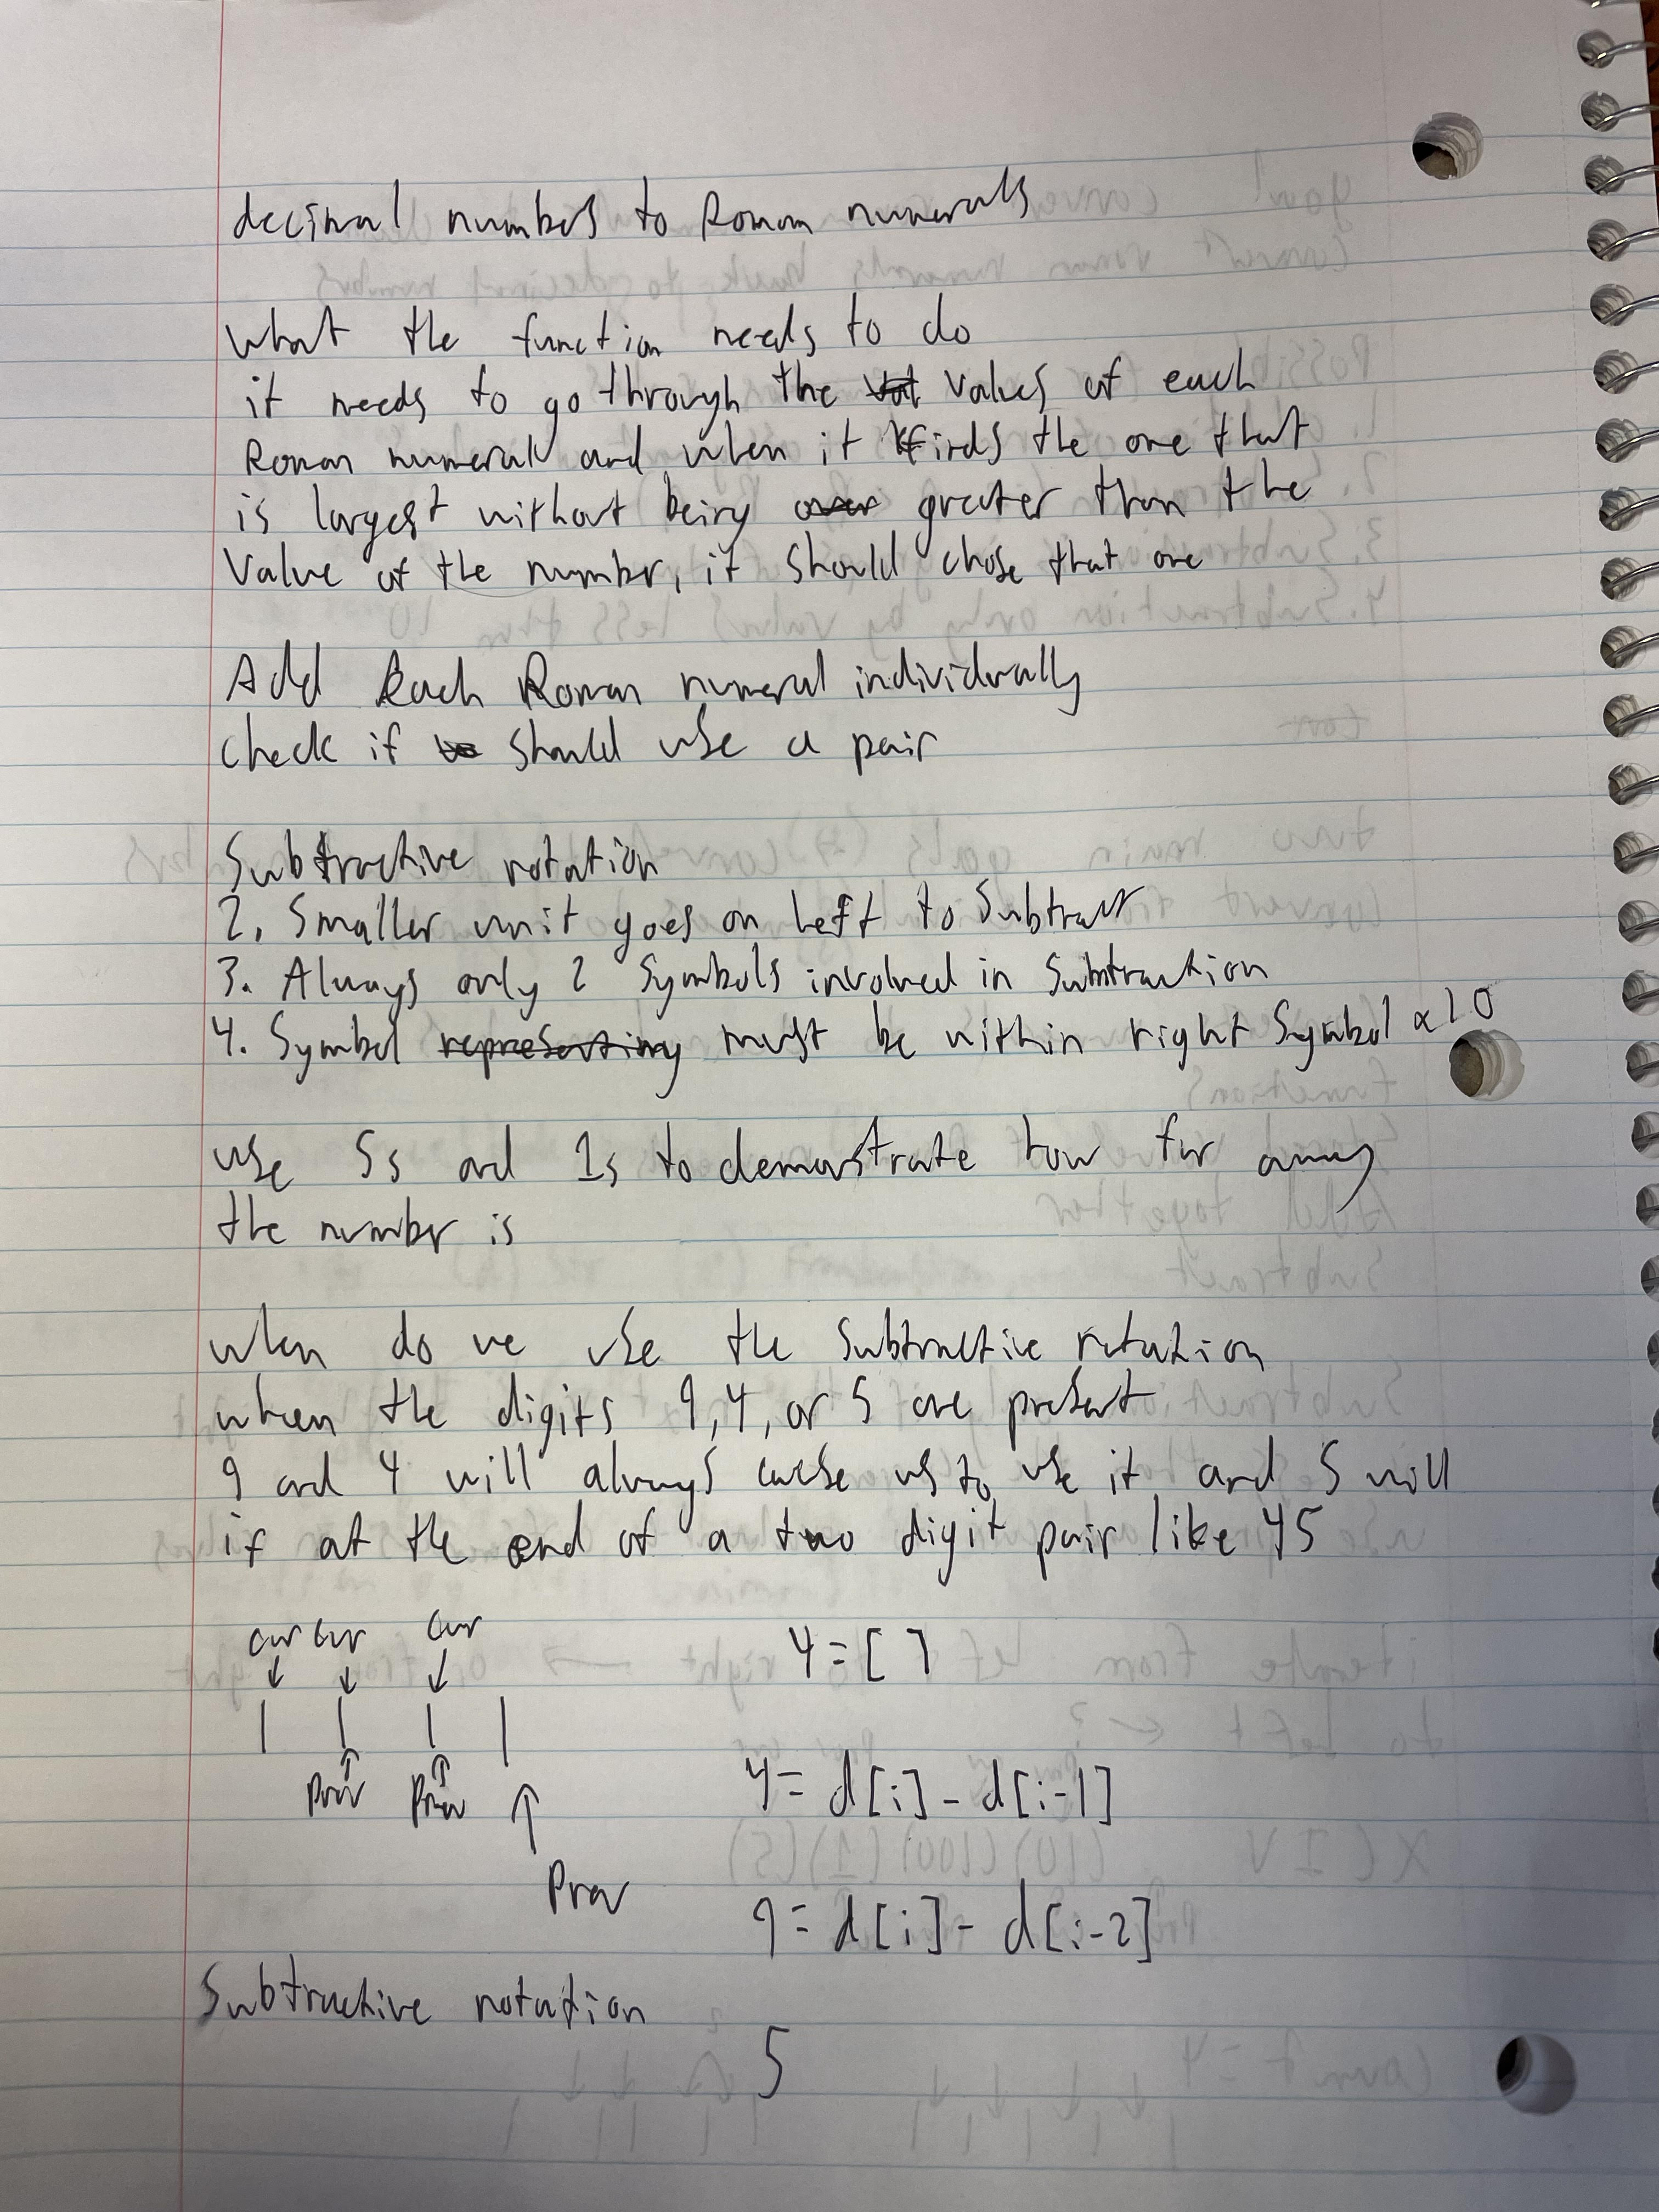 decimal numbers to Roman numerals
what the function needs to do
it needs to go through the values of each
Roman numeral and when it finds the one that
is largest without being over greater than the
value of the number, it should chose that one
Add Each Roman numeral individually
check if should use a pair
Subtractive notation
2. Smaller unit goes on left to subtract
3. Always only 2 symbols involved in subtraction
4. Symbol representing must be within right symbol x10
use 5s and 1s to demonstrate how far away
the number is
when do we use the subtractive notation
when the digits 9, 4, or 5 are present
9 and 4 will always cause us to use it and 5 will
if at the end of a two digit pair like 45
cur cur cur
4 = [ ]
Prev Prev
4 = d[i] - d[i-1]
Prev
9 = d[i] - d[i-2]
Subtractive notation
5